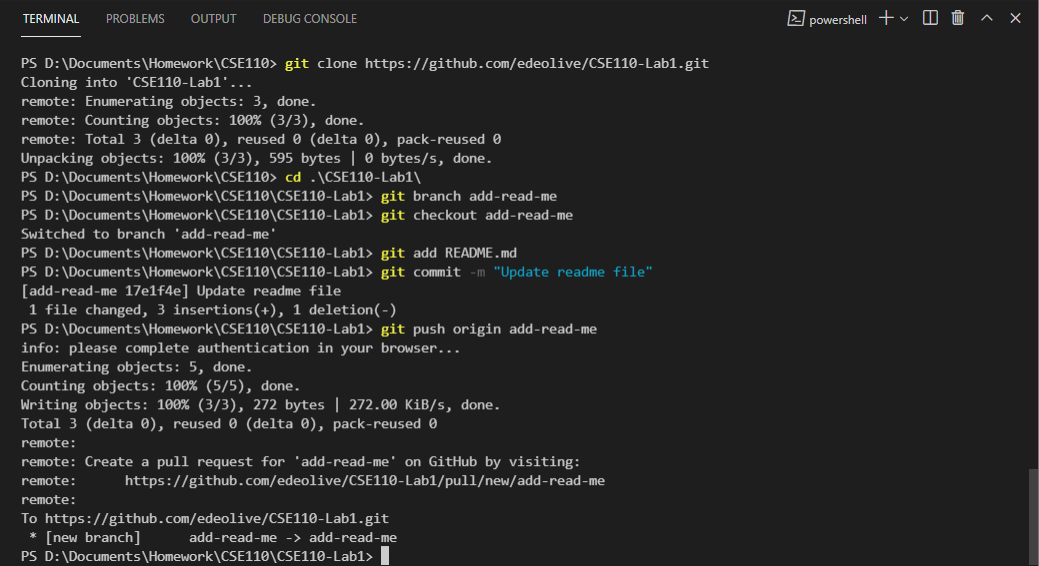 TERMINAL PROBLEMS OUTPUT DEBUG CONSOLE powershell
PS D:\Documents\Homework\CSE110> git clone https://github.com/edeolive/CSE110-Lab1.git
Cloning into 'CSE110-Lab1'...
remote: Enumerating objects: 3, done.
remote: Counting objects: 100% (3/3), done.
remote: Total 3 (delta 0), reused 0 (delta 0), pack-reused 0
Unpacking objects: 100% (3/3), 595 bytes | 0 bytes/s, done.
PS D:\Documents\Homework\CSE110> cd .\CSE110-Lab1\
PS D:\Documents\Homework\CSE110\CSE110-Lab1> git branch add-read-me
PS D:\Documents\Homework\CSE110\CSE110-Lab1> git checkout add-read-me
Switched to branch 'add-read-me'
PS D:\Documents\Homework\CSE110\CSE110-Lab1> git add README.md
PS D:\Documents\Homework\CSE110\CSE110-Lab1> git commit -m "Update readme file"
[add-read-me 17e1f4e] Update readme file
 1 file changed, 3 insertions(+), 1 deletion(-)
PS D:\Documents\Homework\CSE110\CSE110-Lab1> git push origin add-read-me
info: please complete authentication in your browser...
Enumerating objects: 5, done.
Counting objects: 100% (5/5), done.
Writing objects: 100% (3/3), 272 bytes | 272.00 KiB/s, done.
Total 3 (delta 0), reused 0 (delta 0), pack-reused 0
remote:
remote: Create a pull request for 'add-read-me' on GitHub by visiting:
remote:      https://github.com/edeolive/CSE110-Lab1/pull/new/add-read-me
remote:
To https://github.com/edeolive/CSE110-Lab1.git
 * [new branch]      add-read-me -> add-read-me
PS D:\Documents\Homework\CSE110\CSE110-Lab1>